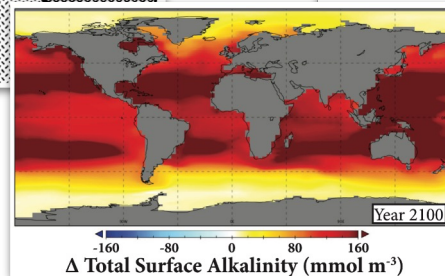 Year 2100
-160 -80 0 80 160
Δ Total Surface Alkalinity (mmol m⁻³)